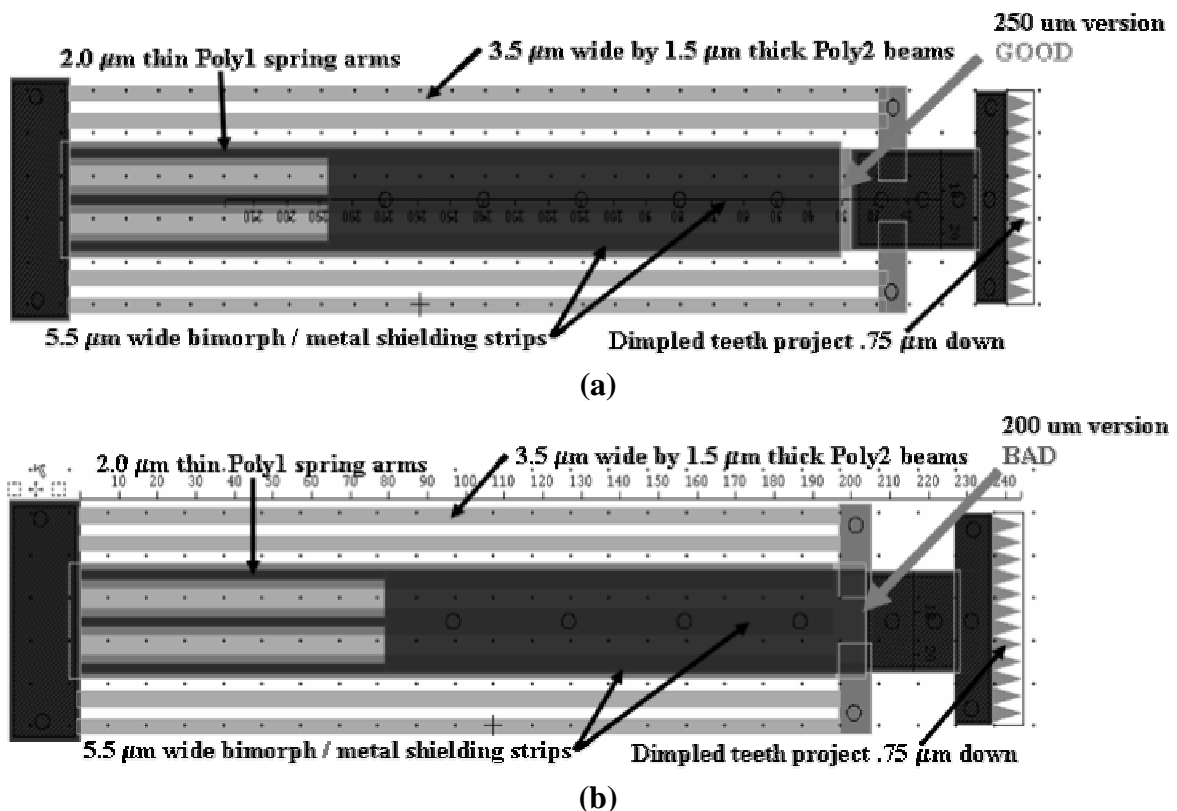 250 um version
GOOD
2.0 μm thin Poly1 spring arms
3.5 μm wide by 1.5 μm thick Poly2 beams
5.5 μm wide bimorph / metal shielding strips
Dimpled teeth project .75 μm down
(a)
200 um version
BAD
2.0 μm thin Poly1 spring arms
3.5 μm wide by 1.5 μm thick Poly2 beams
10 20 30 40 50 60 70 80 90 100 110 120 130 140 150 160 170 180 190 200 210 220 230 240
5.5 μm wide bimorph / metal shielding strips
Dimpled teeth project .75 μm down
(b)